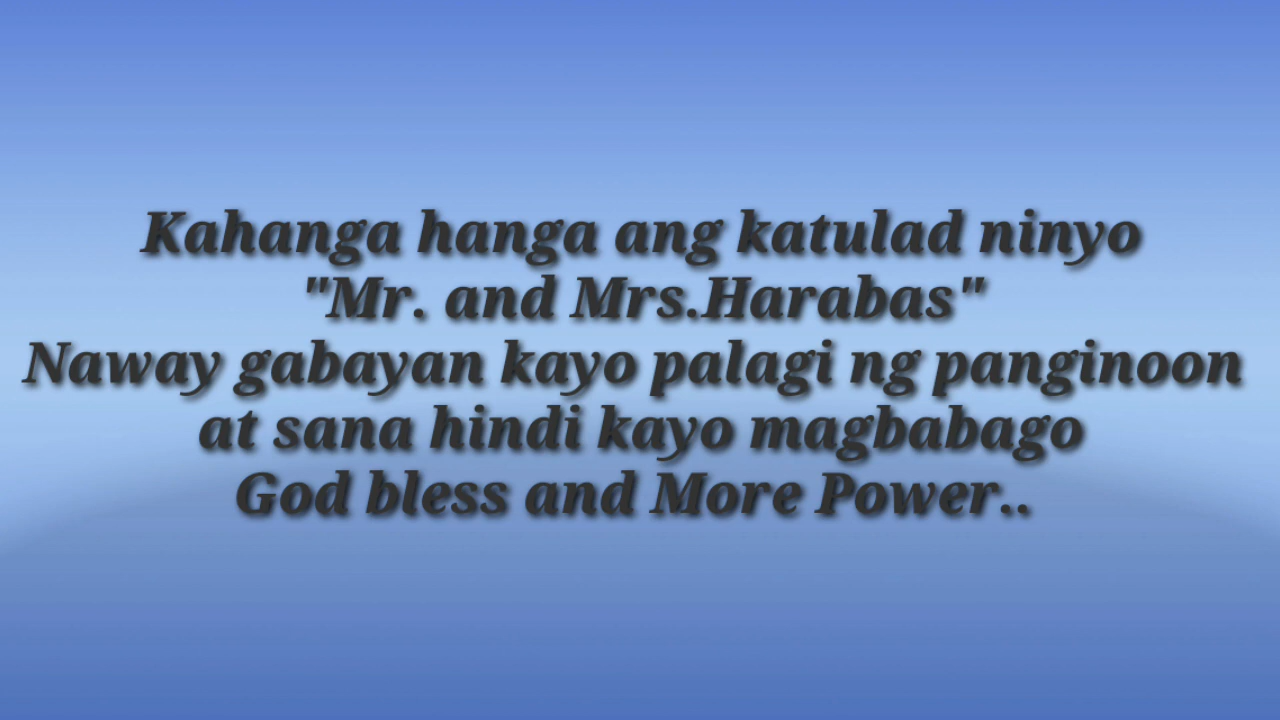 Kahanga hanga ang katulad ninyo
"Mr. and Mrs.Harabas"
Naway gabayan kayo palagi ng panginoon
at sana hindi kayo magbabago
God bless and More Power..